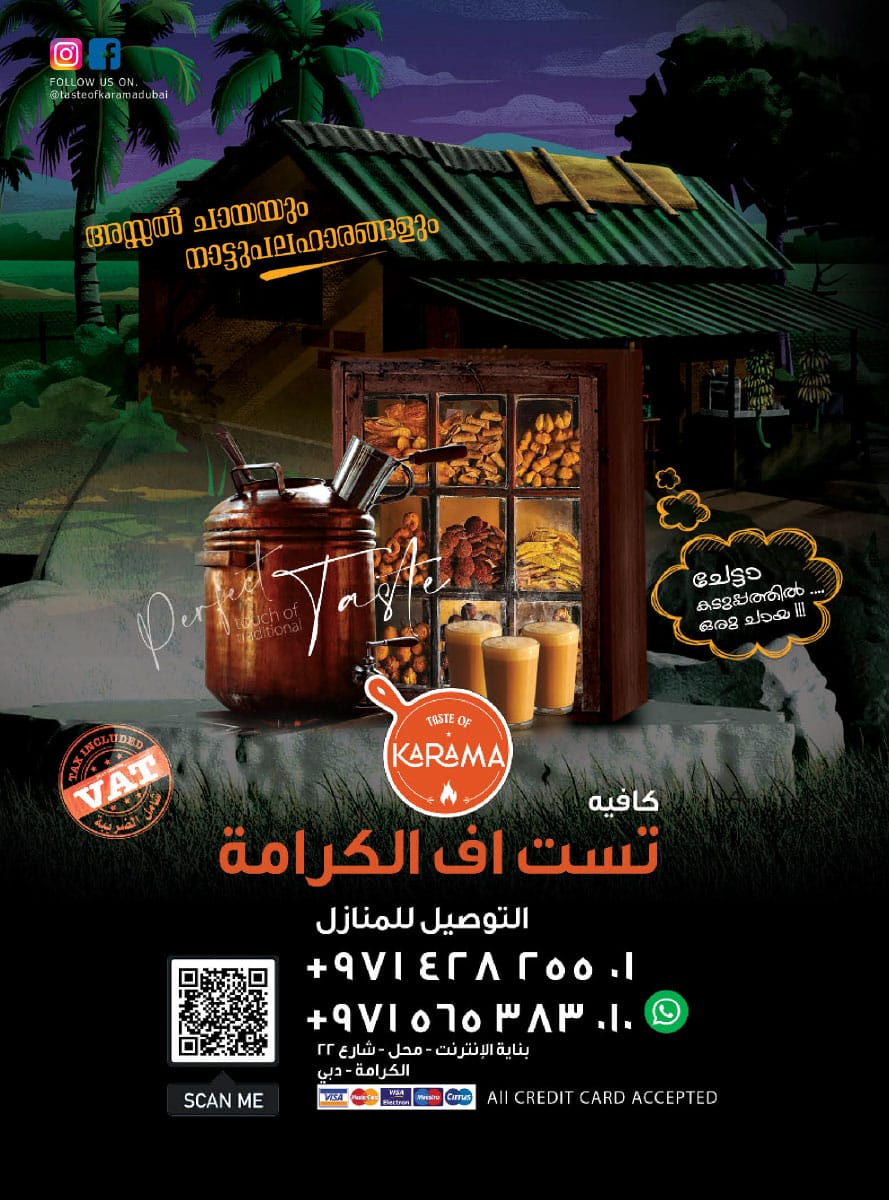 FOLLOW US ON.
@tasteofkaramadubai
അസ്സൽ ചായയും
നാട്ടുപലഹാരങ്ങളും
ചേട്ടാ
കടുപ്പത്തിൽ ....
ഒരു ചായ !!!
Perfect Taste
touch of
traditional
TASTE OF
KARAMA
TAX INCLUDED
VAT
شامل الضريبة
كافيه
تست اف الكرامة
التوصيل للمنازل
+٩٧١ ٤٢٨ ٢٥٥ ٠١
+٩٧١ ٥٦٥ ٣٨٣ ٠١٠
بناية الإنترنت - محل - شارع ٢٢
الكرامة - دبي
SCAN ME
VISA MasterCard VISA Electron Maestro Cirrus All CREDIT CARD ACCEPTED